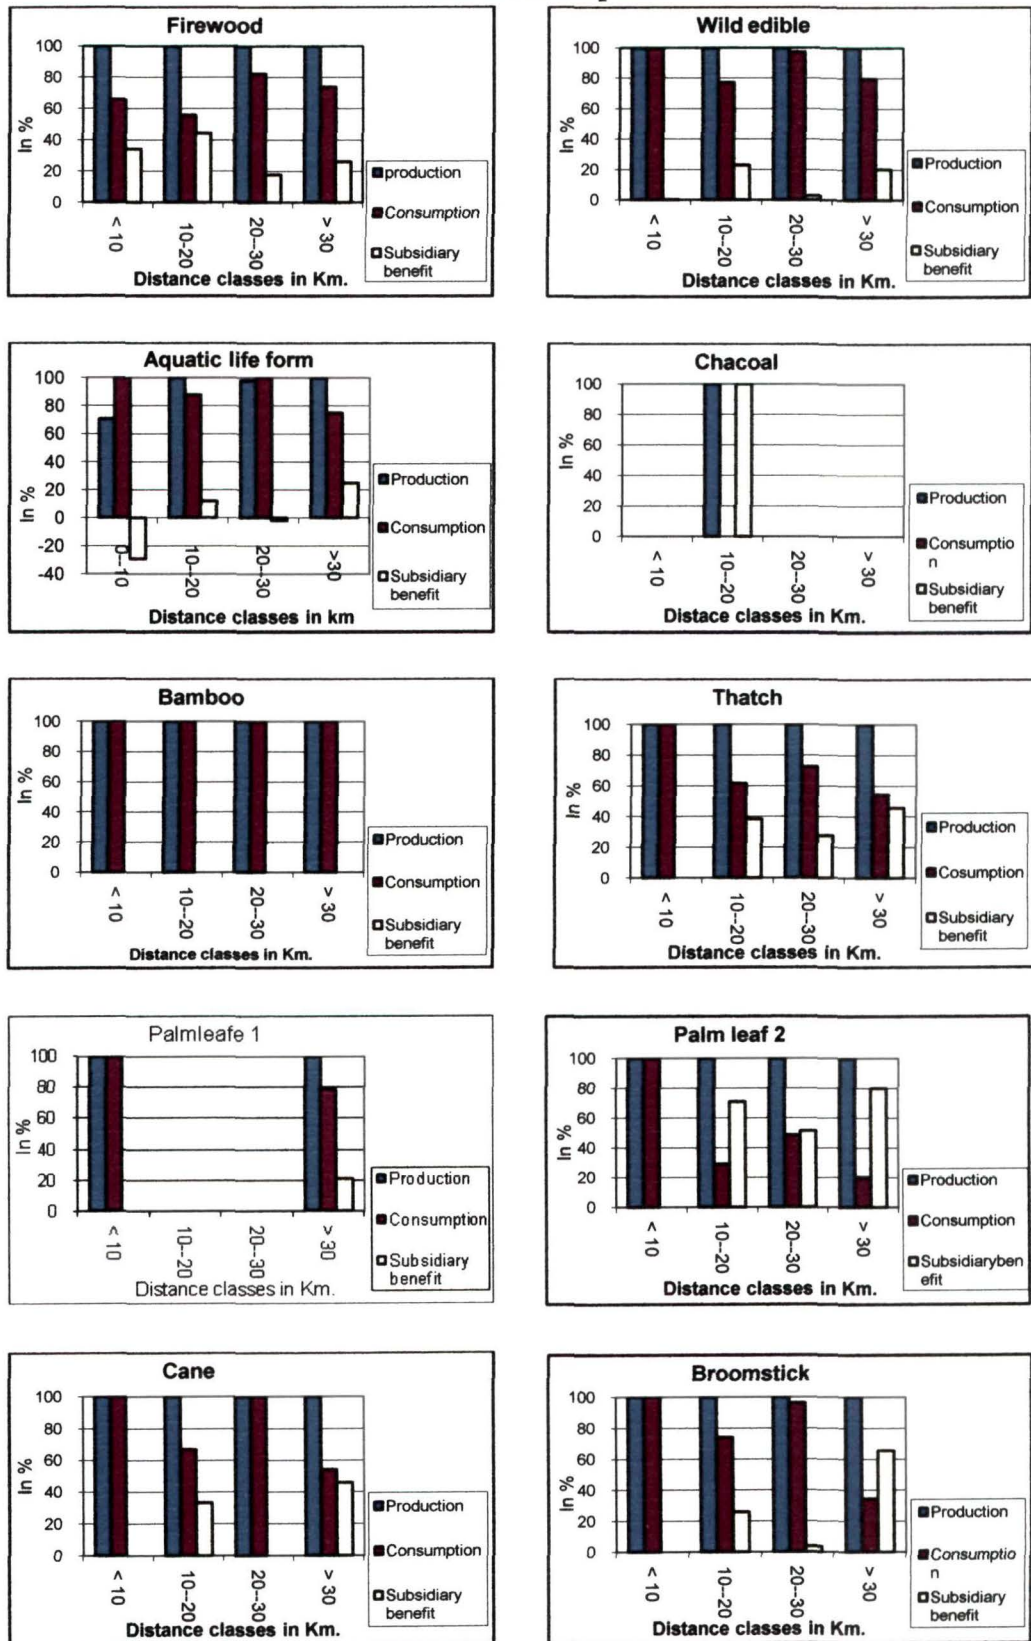 Firewood
100
80
60
40
20
0
In %
< 10
10--20
20--30
> 30
Distance classes in Km.
production
Consumption
Subsidiary
benefit
Wild edible
100
80
60
40
20
0
In %
< 10
10--20
20--30
> 30
Distance classes in Km.
Production
Consumption
Subsidiary
benefit
Aquatic life form
100
80
60
40
20
0
-20
-40
In %
0--10
10--20
20--30
>30
Distance classes in km
Production
Consumption
Subsidiary
benefit
Chacoal
100
80
60
40
20
0
In %
< 10
10--20
20--30
> 30
Distace classes in Km.
Production
Consumptio
n
Subsidiary
benefit
Bamboo
100
80
60
40
20
0
In %
< 10
10--20
20--30
> 30
Distance classes in Km.
Production
Consumption
Subsidiary
benefit
Thatch
100
80
60
40
20
0
In %
< 10
10--20
20--30
> 30
Distance classes in Km.
Production
Cosumption
Subsidiary
benefit
Palmleafe 1
100
80
60
40
20
0
In %
< 10
10--20
20--30
> 30
Distance classes in Km.
Production
Consumption
Subsidiary
benefit
Palm leaf 2
100
80
60
40
20
0
In %
< 10
10--20
20--30
> 30
Distance classes in Km.
Production
Consumption
Subsidiaryben
efit
Cane
100
80
60
40
20
0
In %
< 10
10--20
20--30
> 30
Distance classes in Km.
Production
Consumption
Subsidiary
benefit
Broomstick
100
80
60
40
20
0
In %
< 10
10--20
20--30
> 30
Distance classes in Km.
Production
Consumptio
n
Subsidiary
benefit